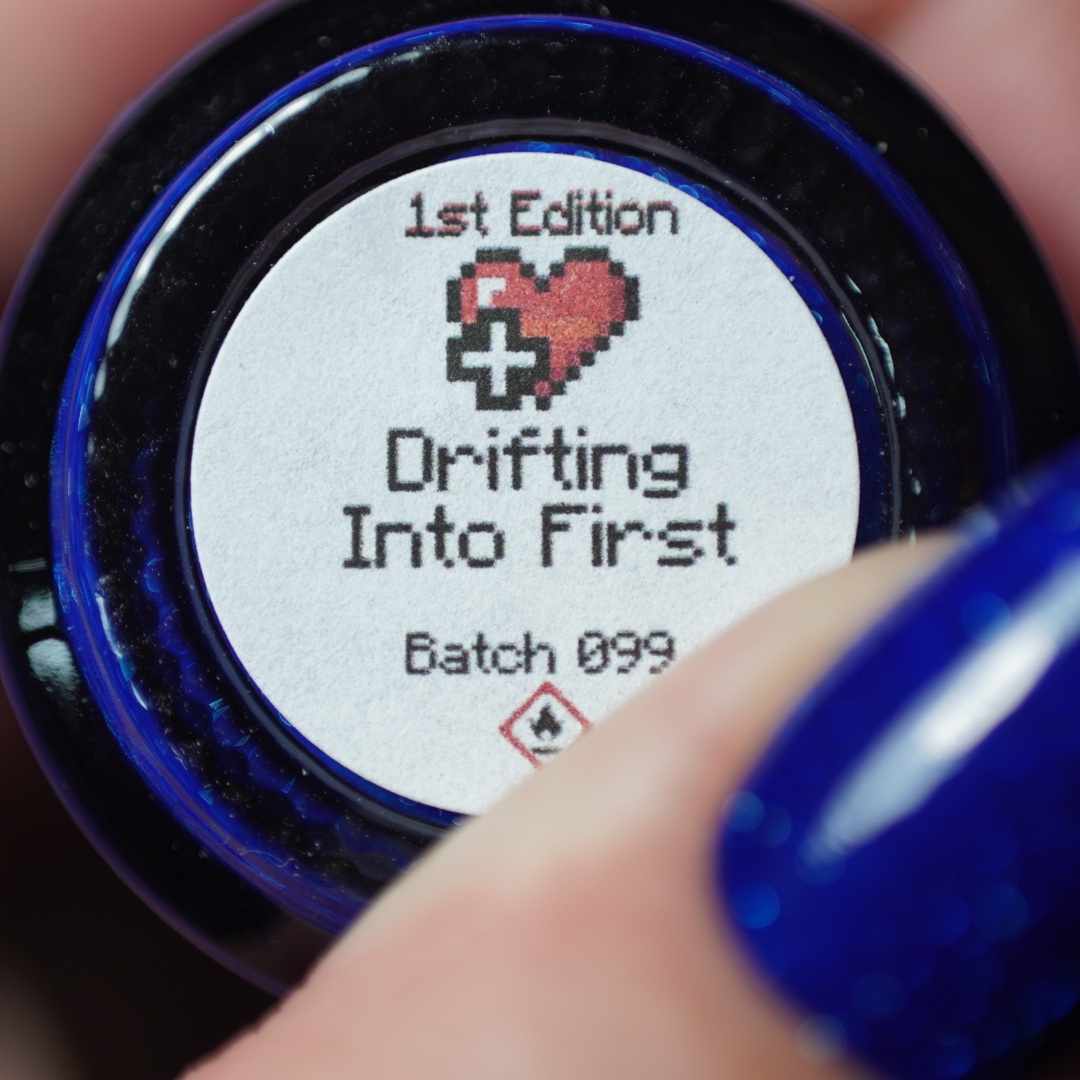 1st Edition
Drifting
Into First
Batch 099